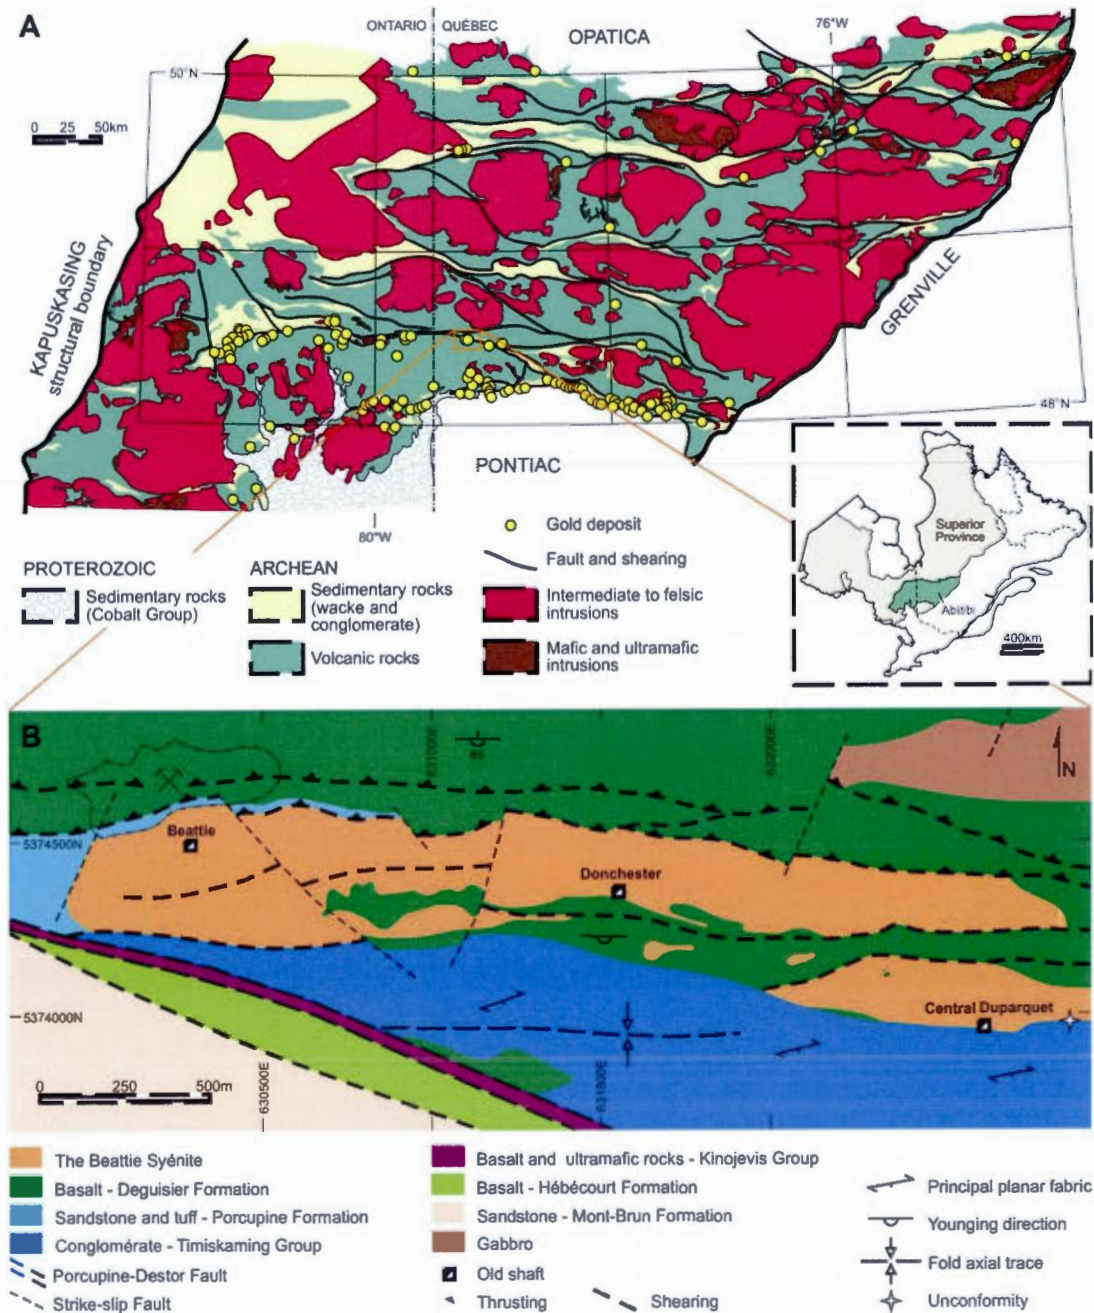 A
ONTARIO
QUÉBEC
OPATICA
76°W
50°N
0 25 50km
KAPUSKASING
structural boundary
GRENVILLE
48°N
PONTIAC
80°W
Gold deposit
Fault and shearing
PROTEROZOIC
Sedimentary rocks
(Cobalt Group)
ARCHEAN
Sedimentary rocks
(wacke and
conglomerate)
Volcanic rocks
Intermediate to felsic
intrusions
Mafic and ultramafic
intrusions
Superior
Province
Abitibi
400km
B
N
Beattie
5374500N
Donchester
Central Duparquet
5374000N
0 250 500m
630500E
The Beattie Syénite
Basalt - Deguisier Formation
Sandstone and tuff - Porcupine Formation
Conglomérate - Timiskaming Group
Porcupine-Destor Fault
Strike-slip Fault
Basalt and ultramafic rocks - Kinojevis Group
Basalt - Hébécourt Formation
Sandstone - Mont-Brun Formation
Gabbro
Old shaft
Thrusting
Shearing
Principal planar fabric
Younging direction
Fold axial trace
Unconformity